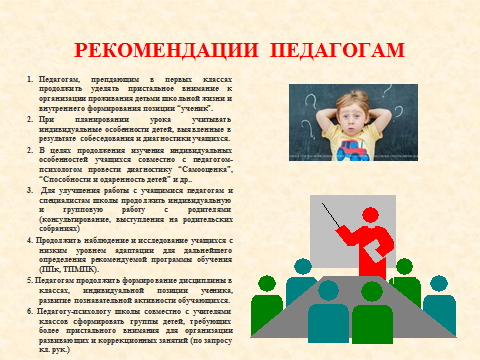 РЕКОМЕНДАЦИИ ПЕДАГОГАМ
1. Педагогам, препдающим в первых классах
продолжить уделять пристальное внимание к
организации проживания детьми школьной жизни и
внутреннего формирования позиции "ученик".
2. При планировании урока учитывать
индивидуальные особенности детей, выявленные в
результате собеседования и диагностики учащихся.
2. В целях продолжения изучения индивидуальных
особенностей учащихся совместно с педагогом-
психологом провести диагностику "Самооценка",
"Способности и одаренность детей" и др..
3. Для улучшения работы с учащимися педагогам и
специалистам школы продолжить индивидуальную
и групповую работу с родителями
(консультирование, выступления на родительских
собраниях)
4. Продолжить наблюдение и исследование учащихся с
низким уровнем адаптации для дальнейшего
определения рекомендуемой программы обучения
(ППк, ТПМПК).
5. Педагогам продолжить формирование дисциплины в
классах, индивидуальной позиции ученика,
развитие познавательной активности обучающихся.
6. Педагогу-психологу школы совместно с учителями
классов сформировать группы детей, требующих
более пристального внимания для организации
развивающих и коррекционных занятий (по запросу
кл. рук.)